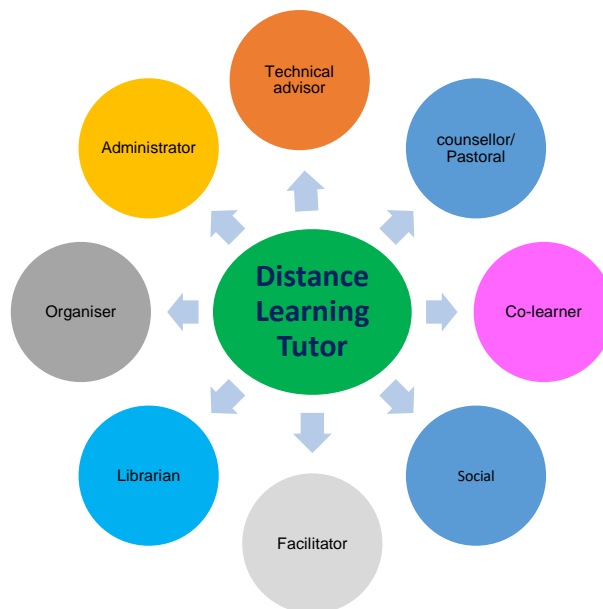 Technical
advisor
counsellor/
Pastoral
Administrator
Distance
Learning
Tutor
Organiser
Co-learner
Librarian
Social
Facilitator